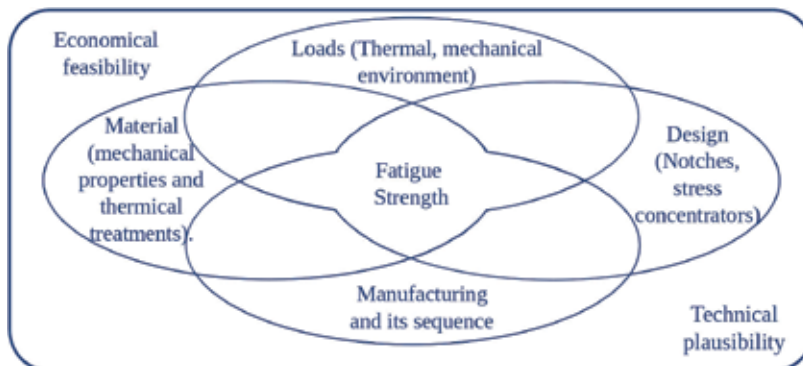 Economical
feasibility
Loads (Thermal, mechanical
environment)
Material
(mechanical
properties and
thermical
treatments).
Fatigue
Strength
Design
(Notches,
stress
concentrators)
Manufacturing
and its sequence
Technical
plausibility